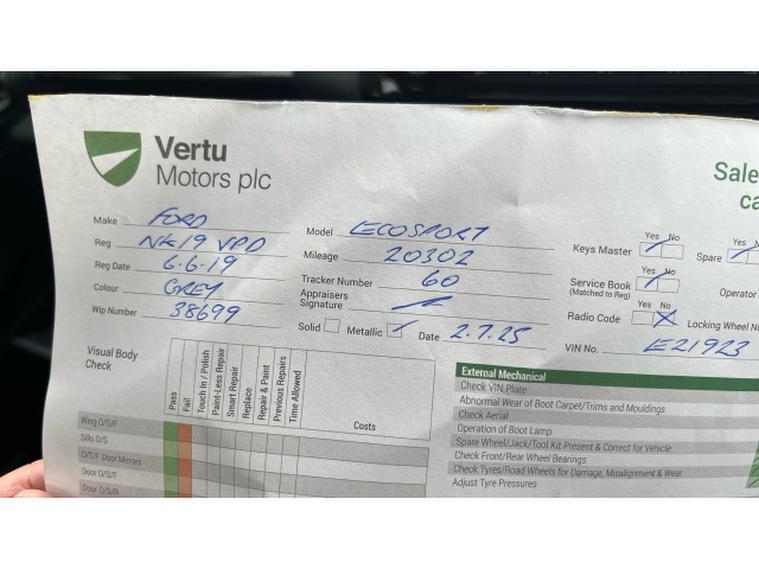 Vertu
Motors plc
Sale
ca
Make FORD
Model ECOSPORT
Reg NK19 VPD
Mileage 20302
Reg Date 6-6-19
Tracker Number 60
Colour GREY
Appraisers
Signature
Wip Number 38699
Solid Metallic Date 2.7.25
Yes No
Keys Master
Yes No
Spare
Yes No
Service Book
(Matched to Reg)
Operator
Yes No
Radio Code
Locking Wheel N
VIN No. E21923
Visual Body
Check
Pass
Fail
Touch In / Polish
Paint-Less Repair
Smart Repair
Replace
Repair & Paint
Previous Repairs
Time Allowed
Costs
Wing O/S/F
Sills O/S
O/S/F Door Mirrors
Door O/S/F
Door O/S/R
External Mechanical
Check VIN Plate
Abnormal Wear of Boot Carpet/Trims and Mouldings
Check Aerial
Operation of Boot Lamp
Spare Wheel/Jack/Tool Kit Present & Correct for Vehicle
Check Front/Rear Wheel Bearings
Check Tyres/Road Wheels for Damage, Misalignment & Wear
Adjust Tyre Pressures